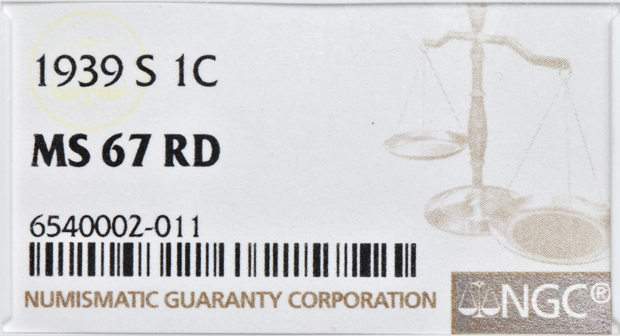 1939 S 1C
MS 67 RD
6540002-011
NUMISMATIC GUARANTY CORPORATION
NGC®